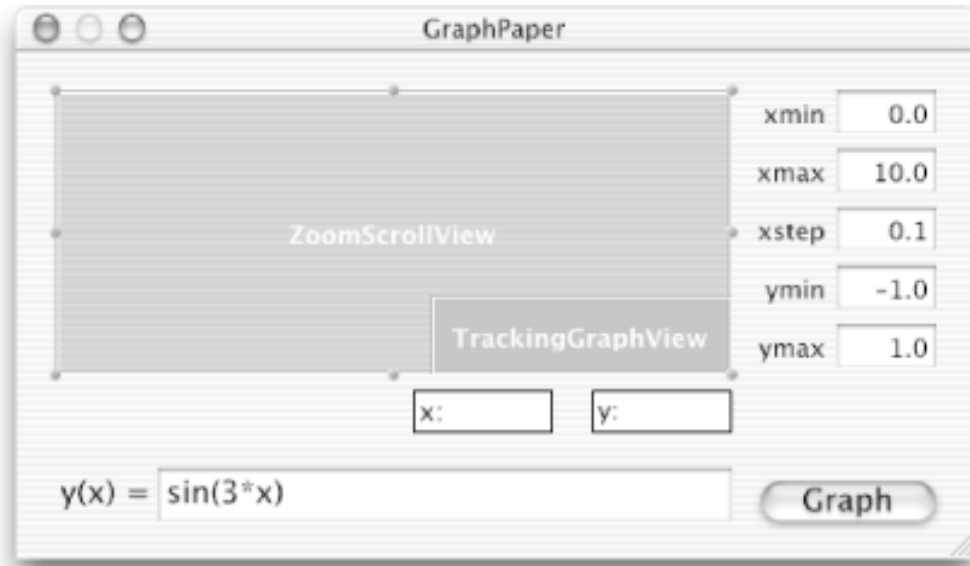 GraphPaper
xmin 0.0
xmax 10.0
ZoomScrollView
xstep 0.1
ymin -1.0
TrackingGraphView
ymax 1.0
x:
y:
y(x) = sin(3*x)
Graph